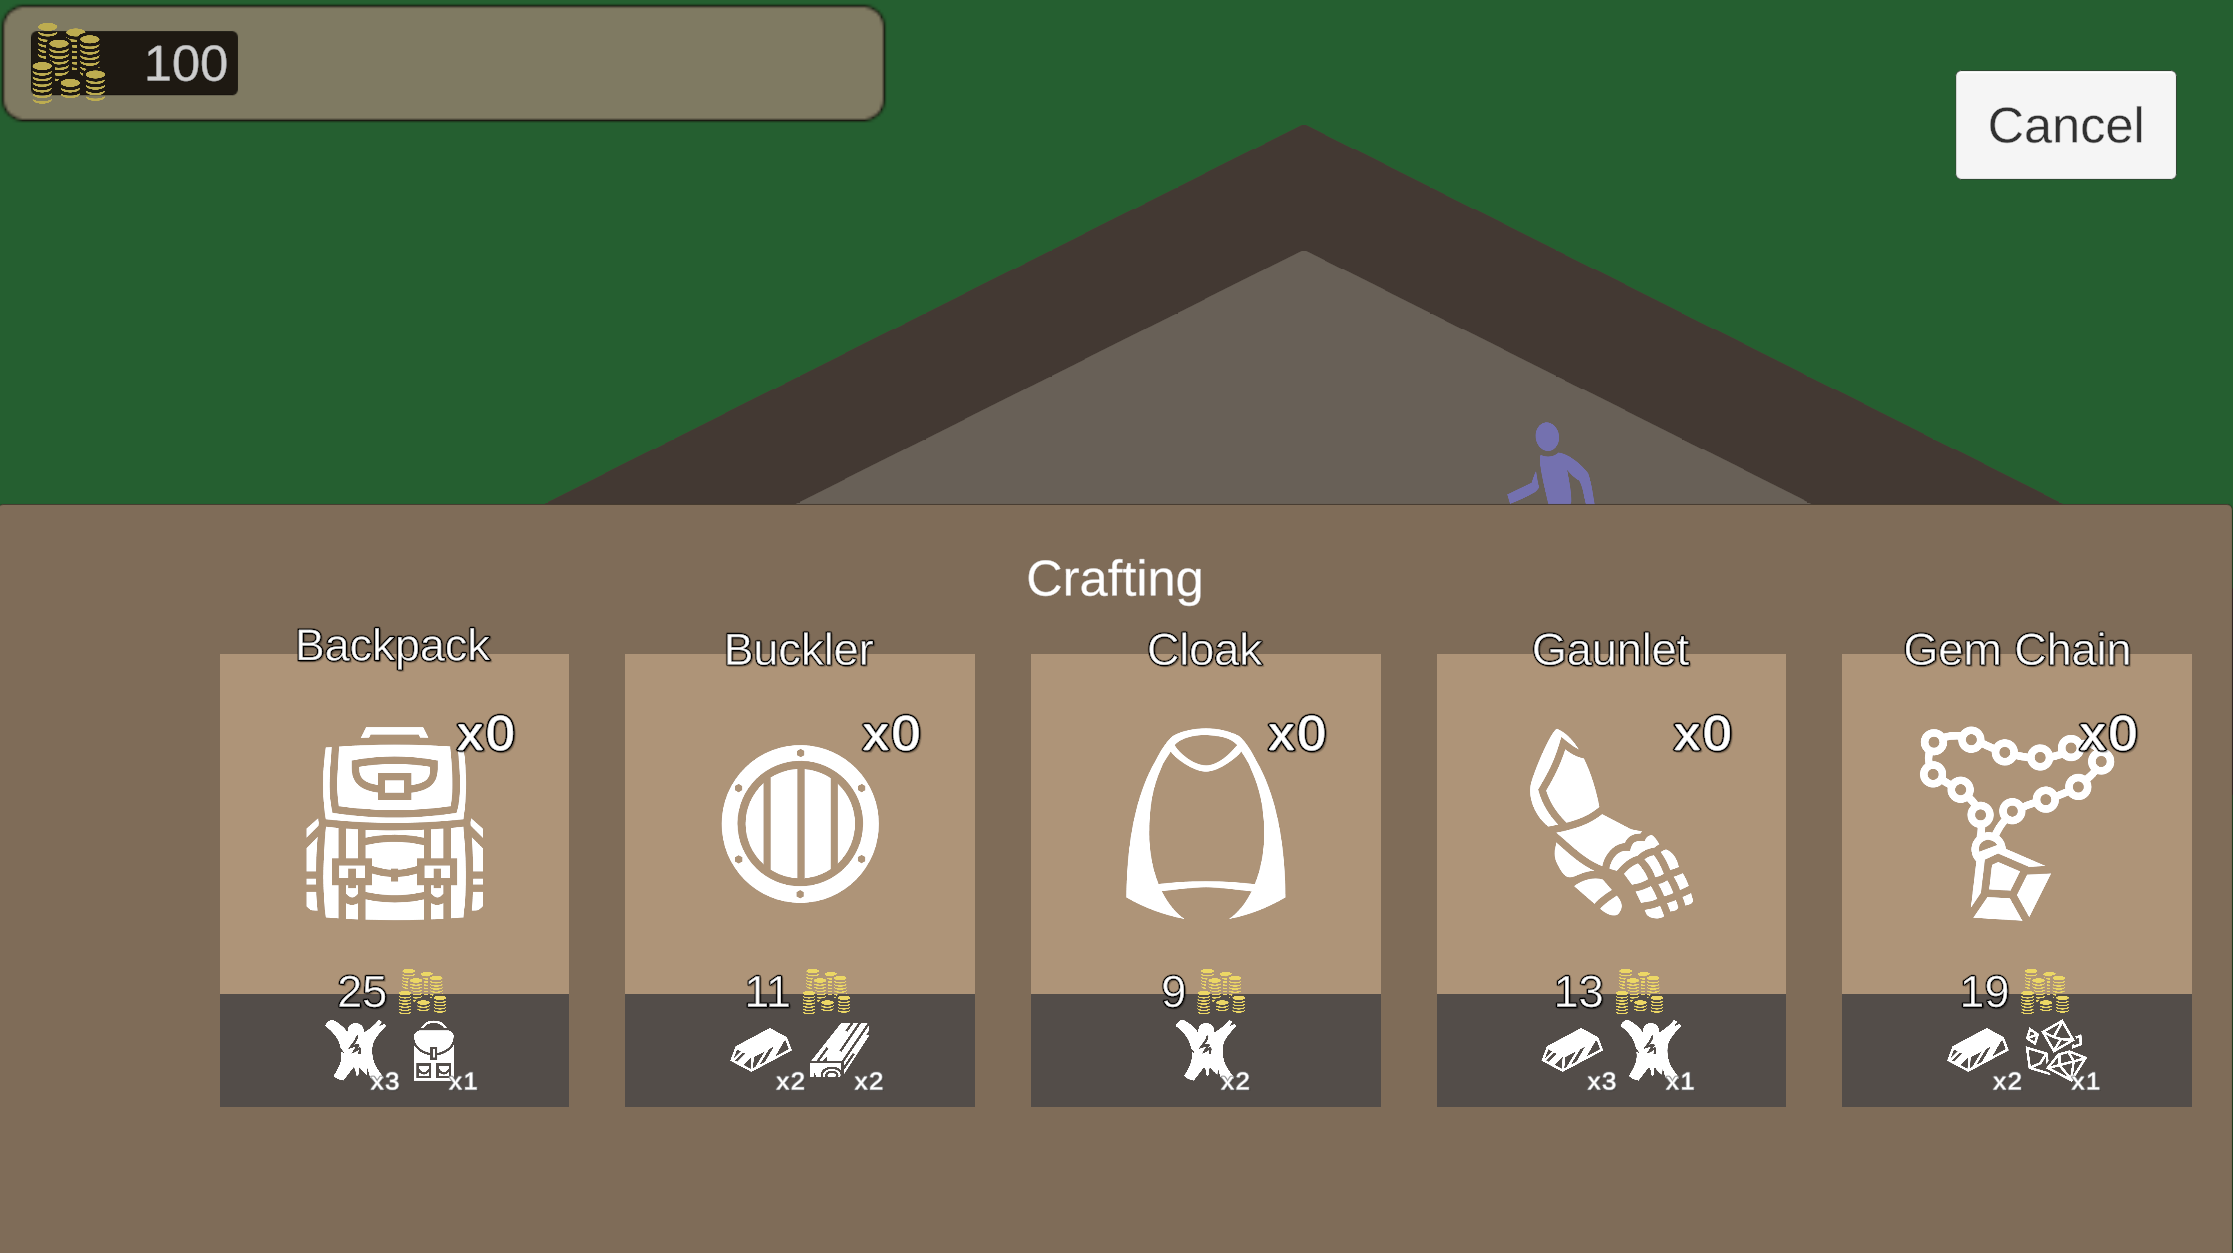 100
Cancel
Crafting
Backpack
Buckler
Cloak
Gaunlet
Gem Chain
x0
x0
x0
x0
x0
25
11
9
13
19
x3
x1
x2
x2
x2
x3
x1
x2
x1